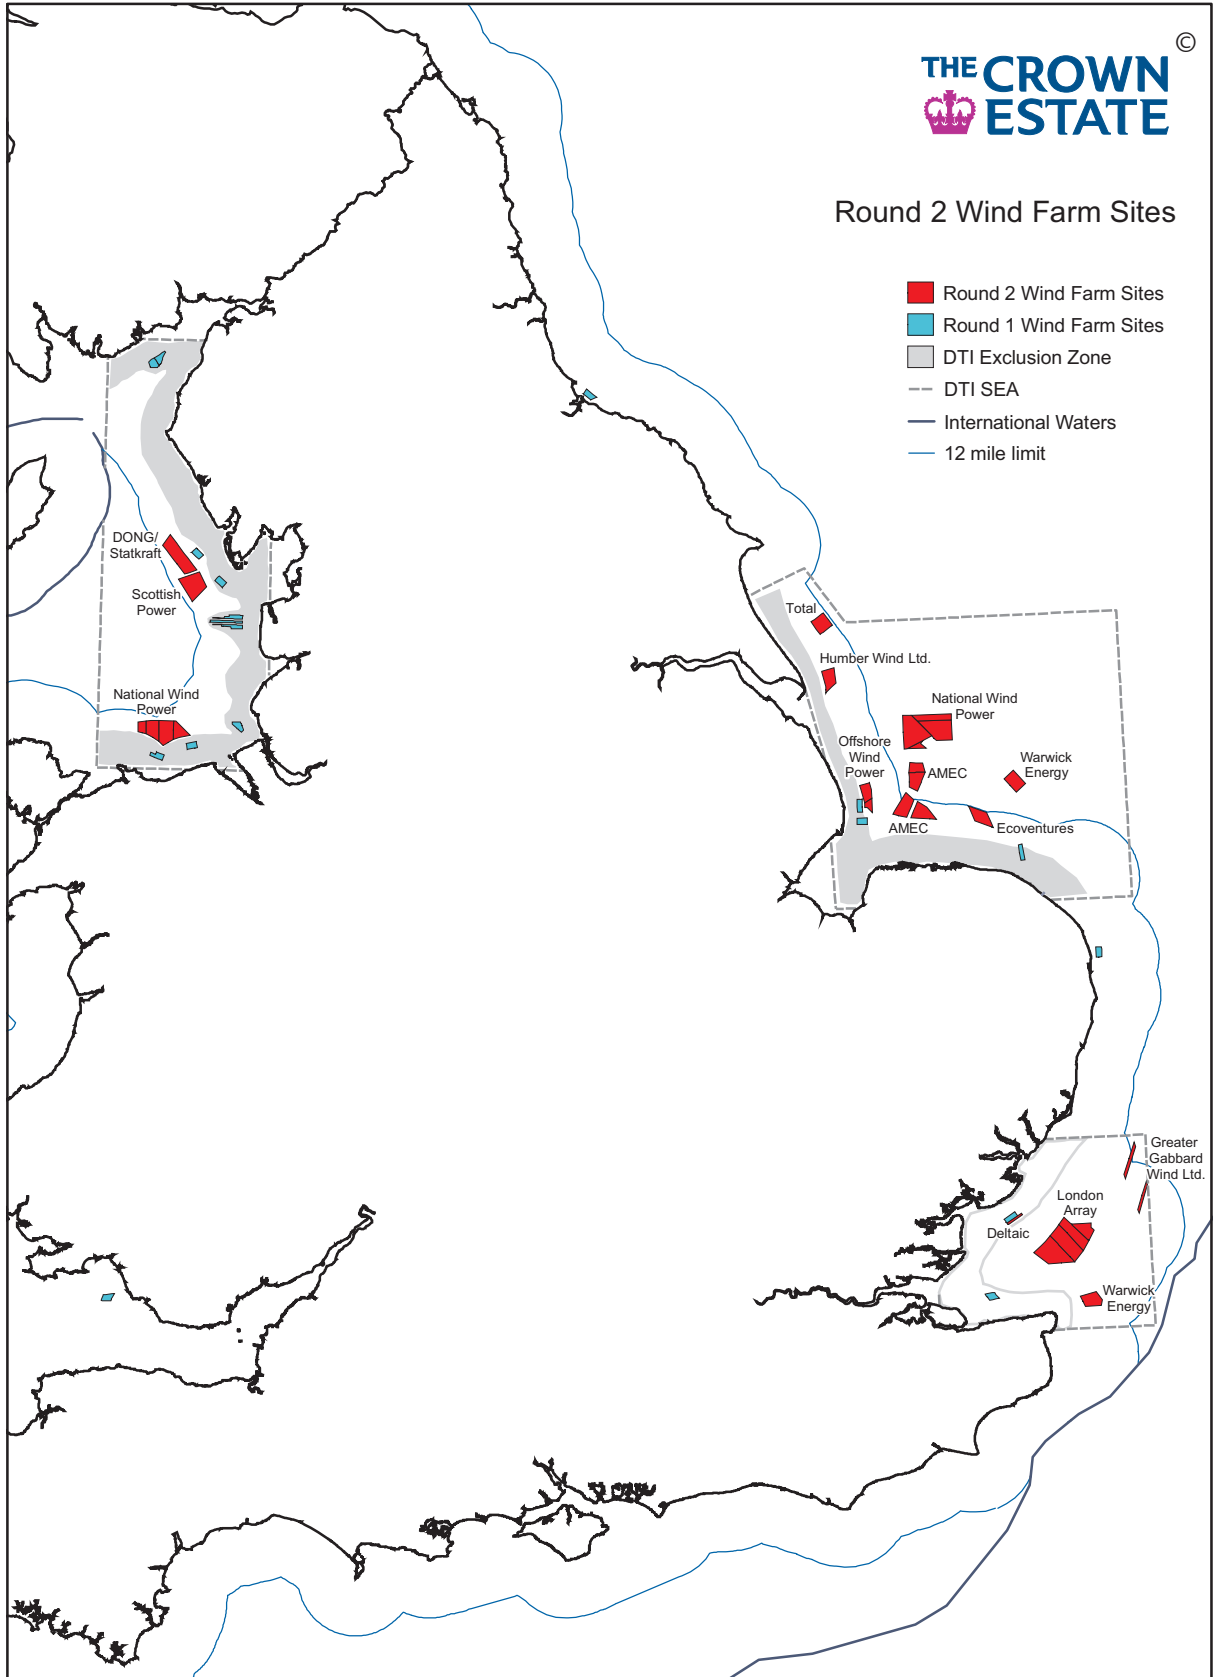 ©
THE CROWN
ESTATE
Round 2 Wind Farm Sites
Round 2 Wind Farm Sites
Round 1 Wind Farm Sites
DTI Exclusion Zone
DTI SEA
International Waters
12 mile limit
DONG/
Statkraft
Scottish
Power
National Wind
Power
Total
Humber Wind Ltd.
National Wind
Power
Offshore
Wind
Power
AMEC
Warwick
Energy
AMEC
Ecoventures
Greater
Gabbard
Wind Ltd.
London
Array
Deltaic
Warwick
Energy